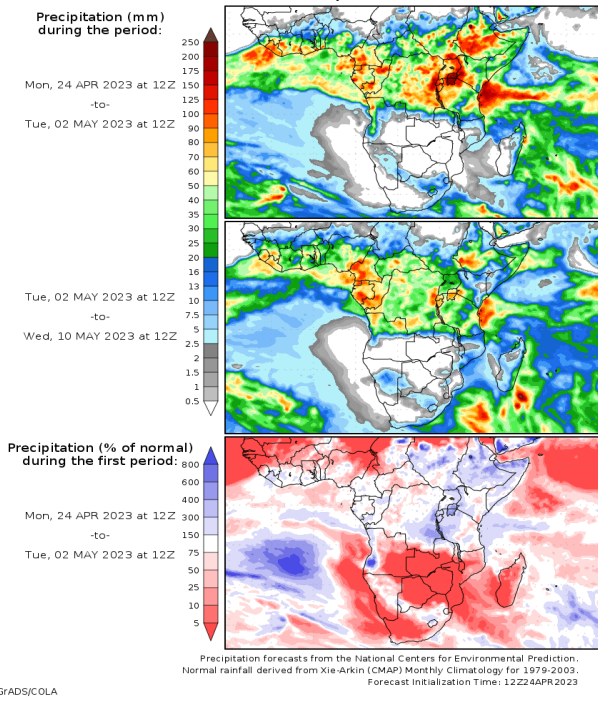 Precipitation (mm)
during the period:
250
200
175
150
125
100
90
80
70
60
50
40
35
30
25
20
16
13
10
7.5
5
2.5
2
1.5
1
0.5
Mon, 24 APR 2023 at 12Z
-to-
Tue, 02 MAY 2023 at 12Z
Tue, 02 MAY 2023 at 12Z
-to-
Wed, 10 MAY 2023 at 12Z
Precipitation (% of normal)
during the first period:
800
600
400
300
150
75
50
25
10
5
Mon, 24 APR 2023 at 12Z
-to-
Tue, 02 MAY 2023 at 12Z
Precipitation forecasts from the National Centers for Environmental Prediction.
Normal rainfall derived from Xie-Arkin (CMAP) Monthly Climatology for 1979-2003.
Forecast Initialization Time: 12Z24APR2023
GrADS/COLA